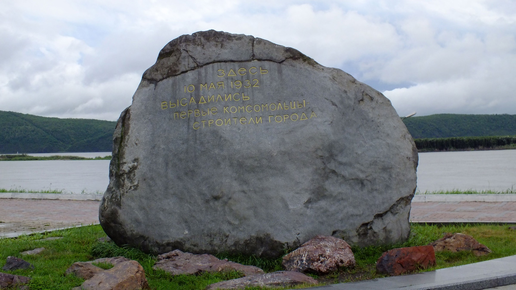 ЗДЕСЬ
10 МАЯ 1932
ВЫСАДИЛИСЬ
ПЕРВЫЕ КОМСОМОЛЬЦЫ
СТРОИТЕЛИ ГОРОДА